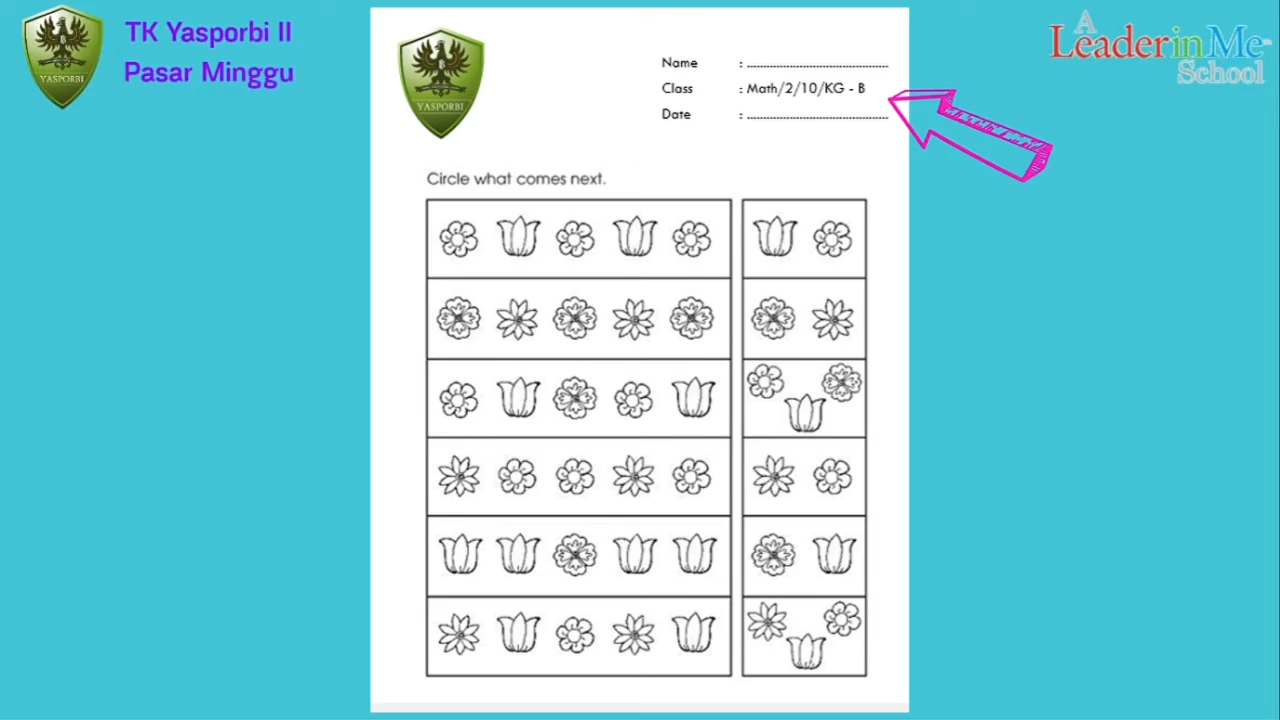 TK Yasporbi II
Pasar Minggu
YASPORBI
A
Leader in Me
School
YASPORBI
Name : ..............................................
Class : Math/2/10/KG - B
Date : ..............................................
Circle what comes next.